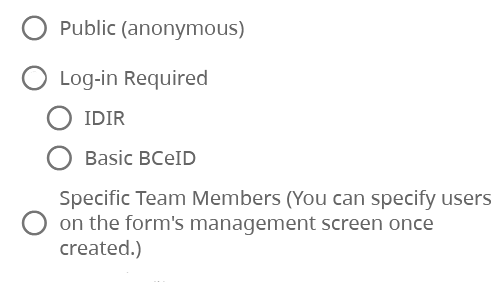 Public (anonymous)
Log-in Required
IDIR
Basic BCeID
Specific Team Members (You can specify users
on the form's management screen once
created.)